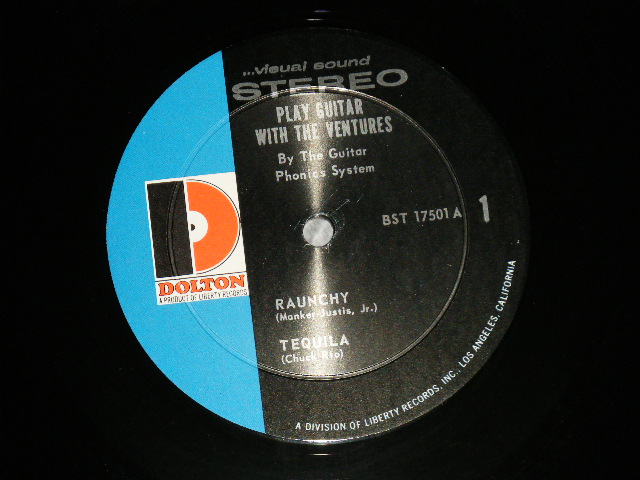 ...visual sound
STEREO
PLAY GUITAR
WITH THE VENTURES
By The Guitar
Phonics System
BST 17501 A 1
DOLTON
A PRODUCT OF LIBERTY RECORDS
RAUNCHY
(Manker-Justis, Jr.)
TEQUILA
(Chuck Rio)
A DIVISION OF LIBERTY RECORDS, INC., LOS ANGELES, CALIFORNIA